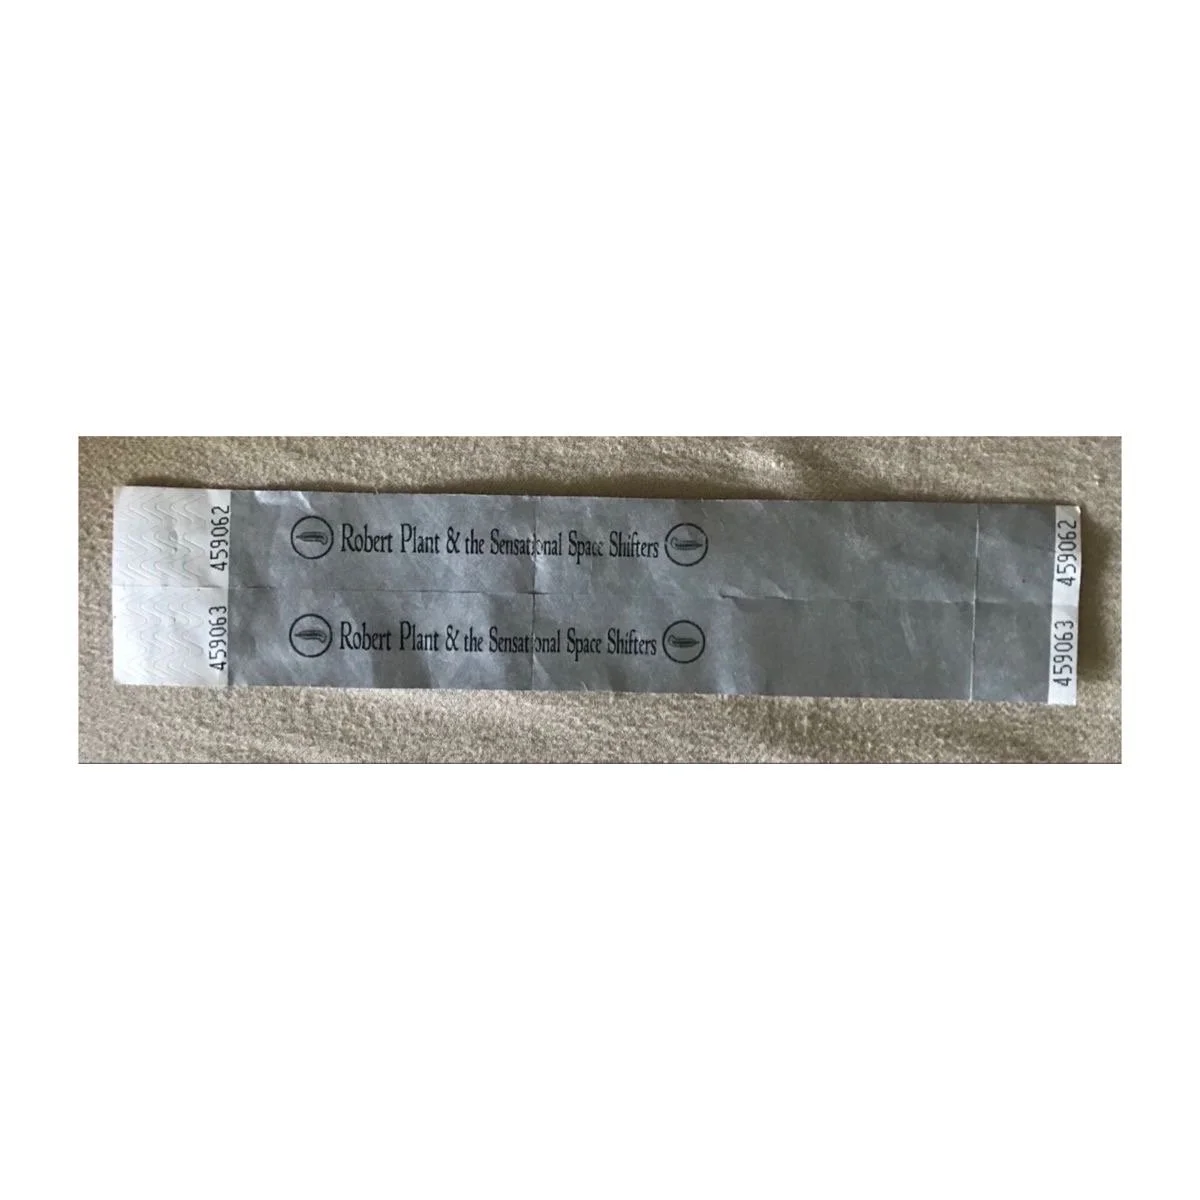 459062 Robert Plant & the Sensational Space Shifters 459062
459063 Robert Plant & the Sensational Space Shifters 459063